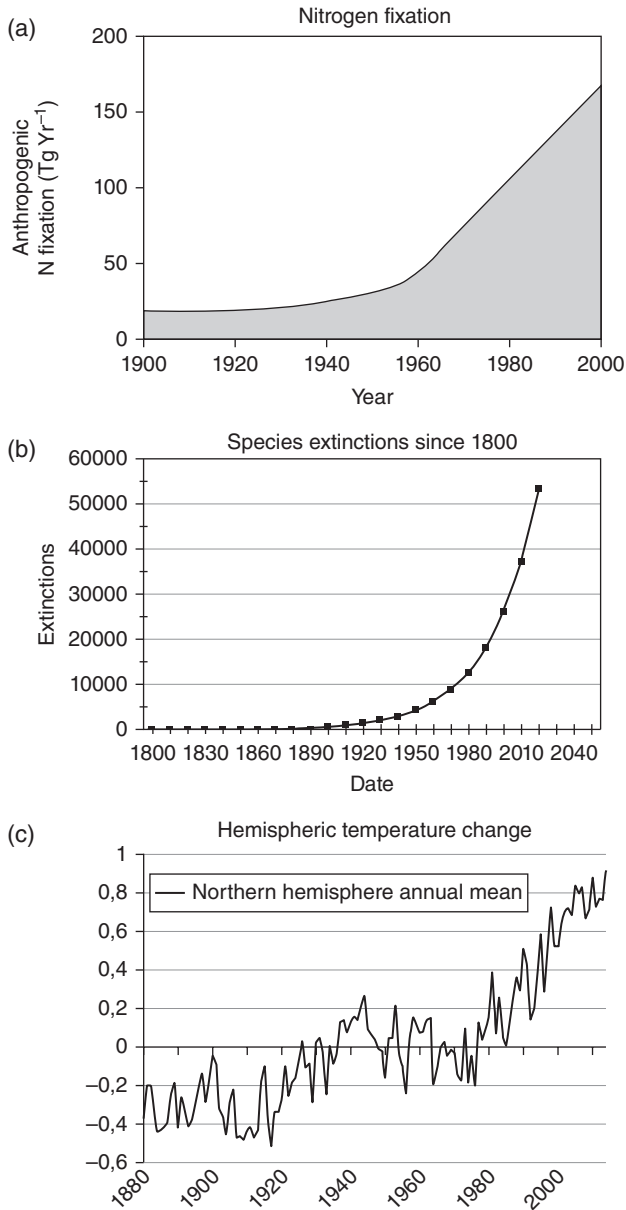 (a)
Nitrogen fixation
Anthropogenic
N fixation (Tg Yr⁻¹)
200
150
100
50
0
1900 1920 1940 1960 1980 2000
Year
(b)
Species extinctions since 1800
Extinctions
60000
50000
40000
30000
20000
10000
0
1800 1830 1860 1890 1920 1950 1980 2010 2040
Date
(c)
Hemispheric temperature change
Northern hemisphere annual mean
1
0,8
0,6
0,4
0,2
0
−0,2
−0,4
−0,6
1880 1900 1920 1940 1960 1980 2000